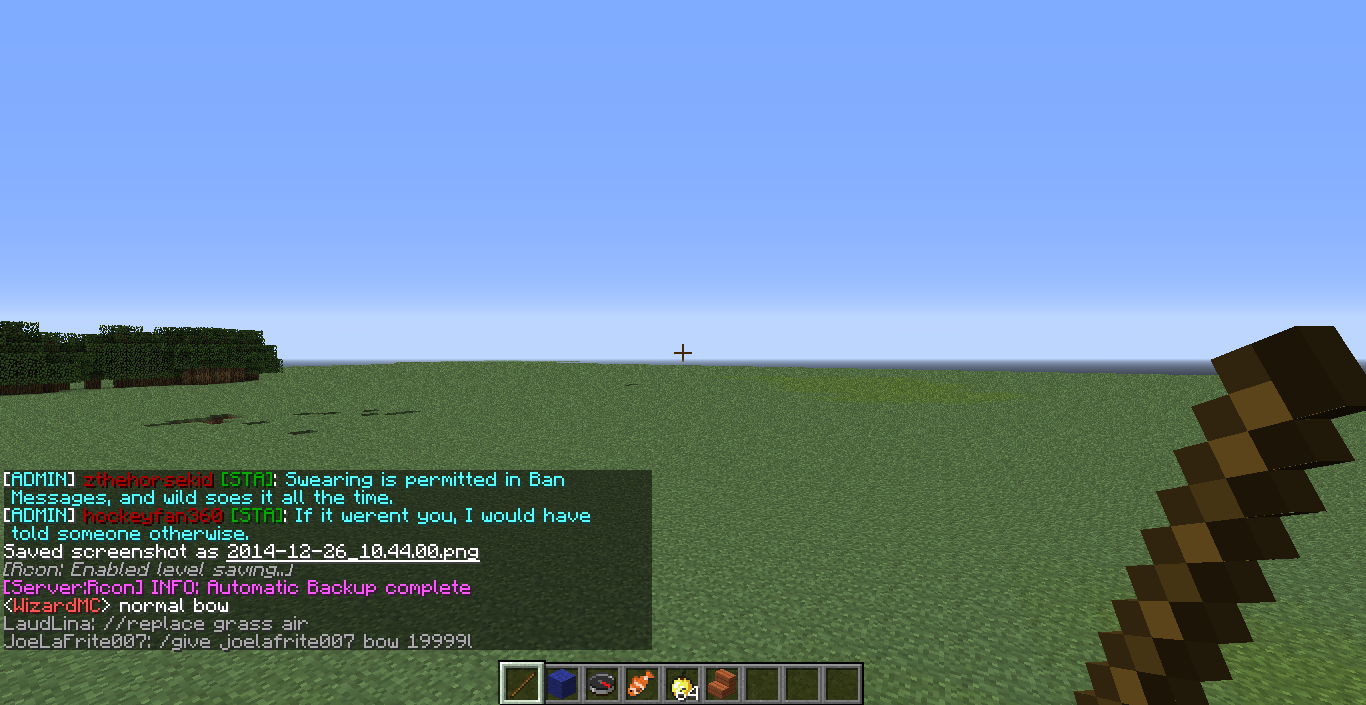 [ADMIN] zthehorsekid [STA]: Swearing is permitted in Ban
Messages, and wild soes it all the time.
[ADMIN] hockeyfan360 [STA]: If it werent you, I would have
told someone otherwise.
Saved screenshot as 2014-12-26_10.44.00.png
[Rcon: Enabled level saving..]
[Server:Rcon] INFO: Automatic Backup complete
<WizardMC> normal bow
LaudLina: //replace grass air
JoeLaFrite007: /give joelafrite007 bow 19999l
64